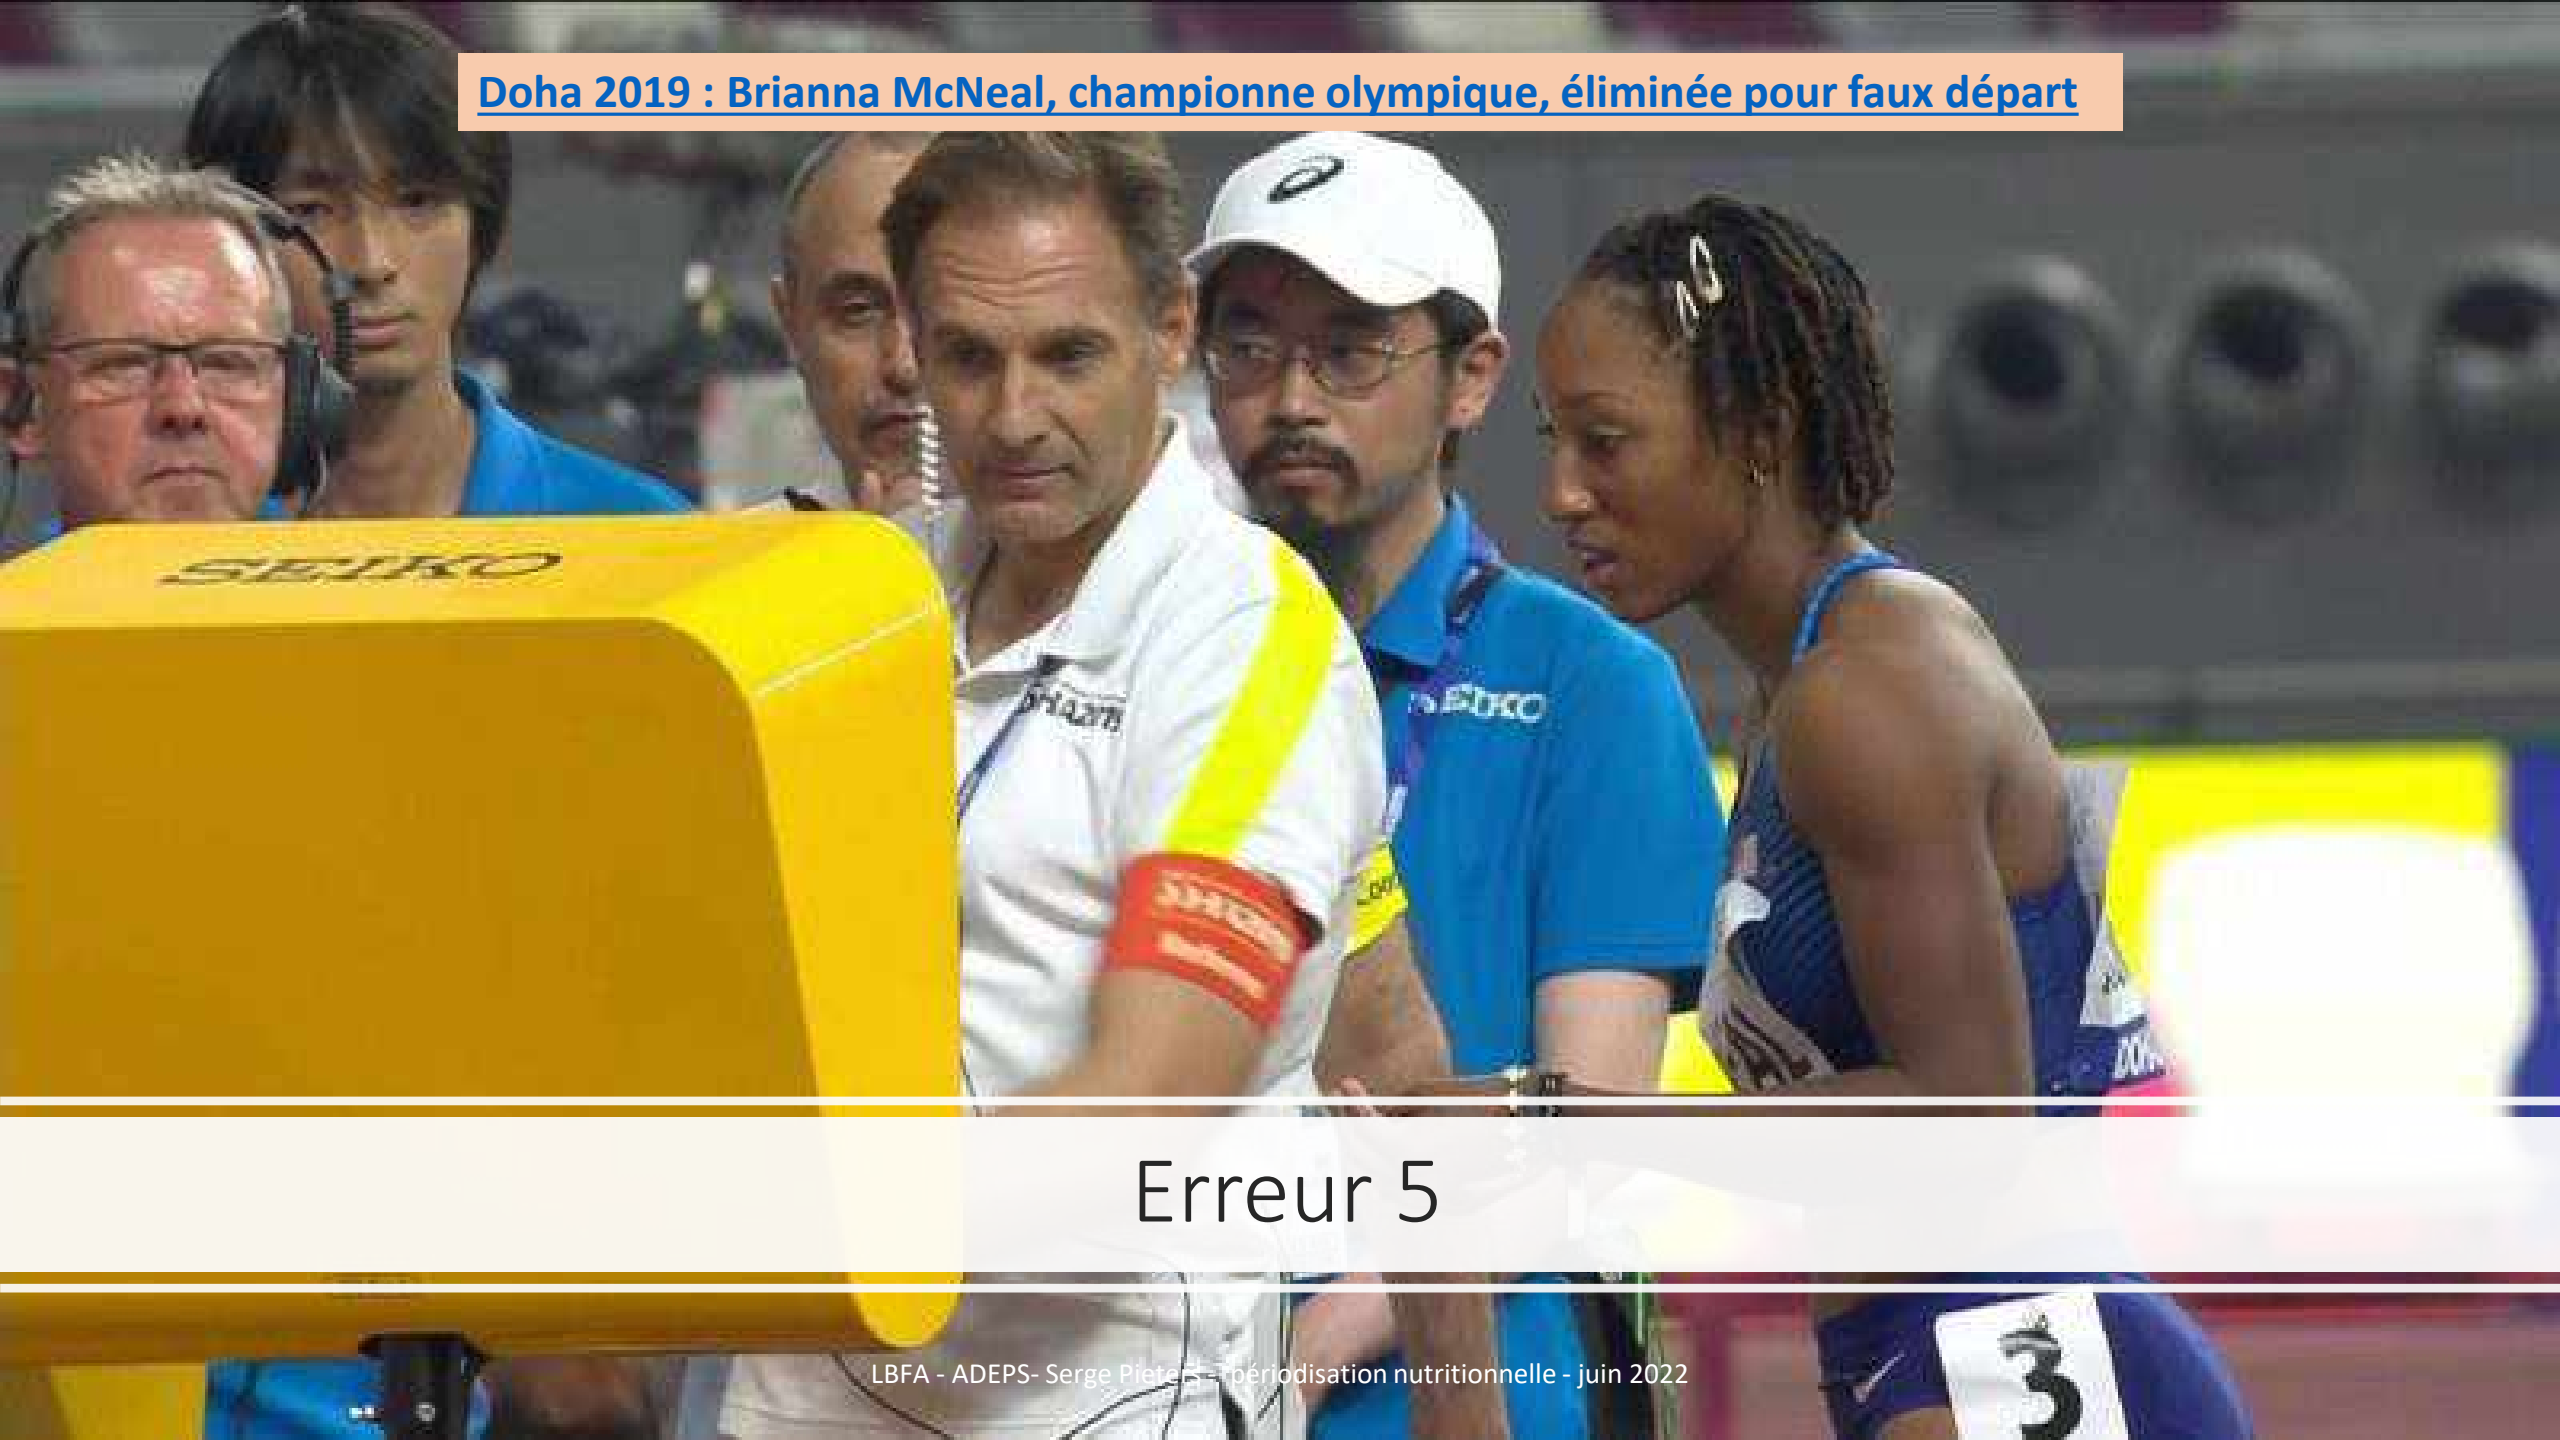 Doha 2019 : Brianna McNeal, championne olympique, éliminée pour faux départ
SEIKO
SEIKO
Erreur 5
3
LBFA - ADEPS- Serge Pieters - périodisation nutritionnelle - juin 2022